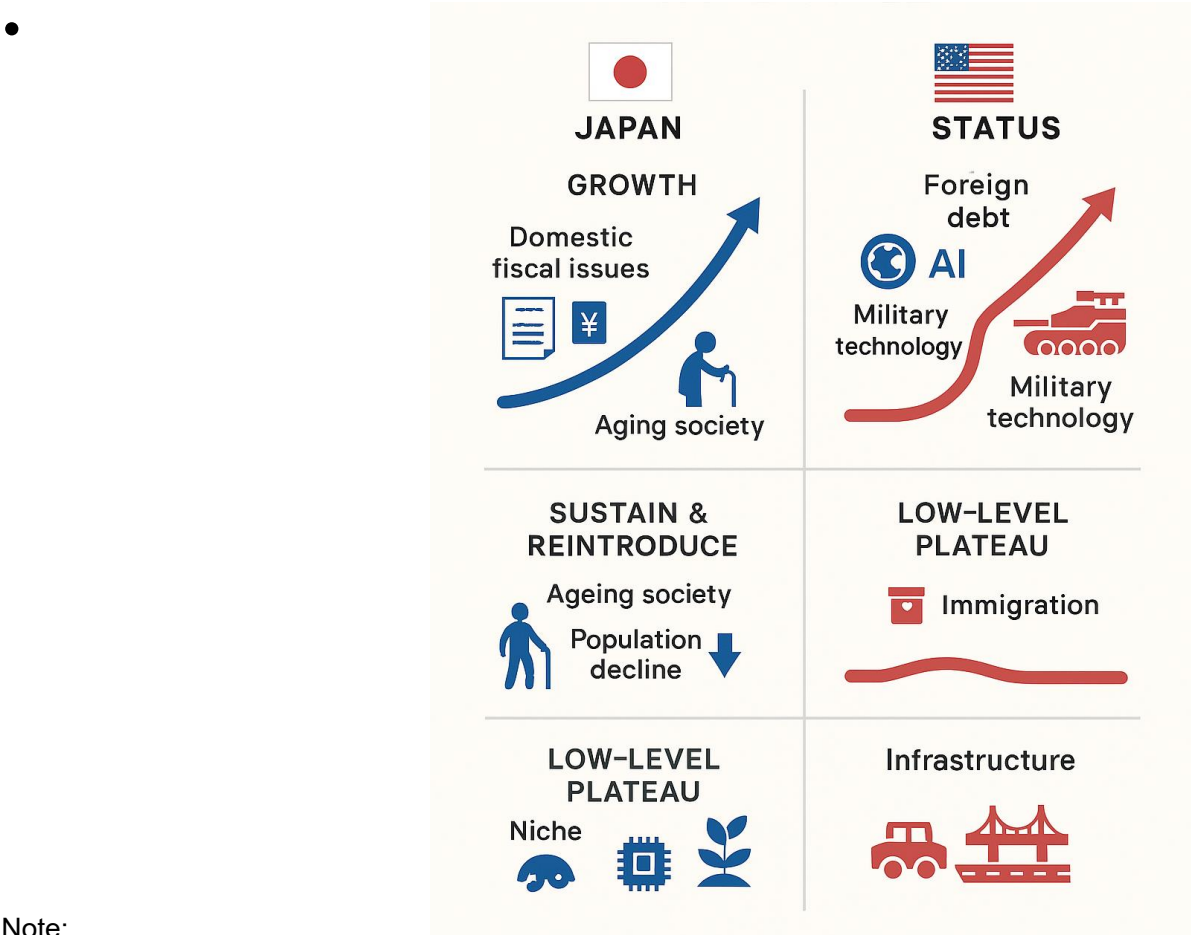 ●
JAPAN
GROWTH
Domestic
fiscal issues
¥
Aging society
SUSTAIN &
REINTRODUCE
Ageing society
Population
decline
LOW–LEVEL
PLATEAU
Niche
STATUS
Foreign
debt
AI
Military
technology
Military
technology
LOW–LEVEL
PLATEAU
Immigration
Infrastructure
Note: